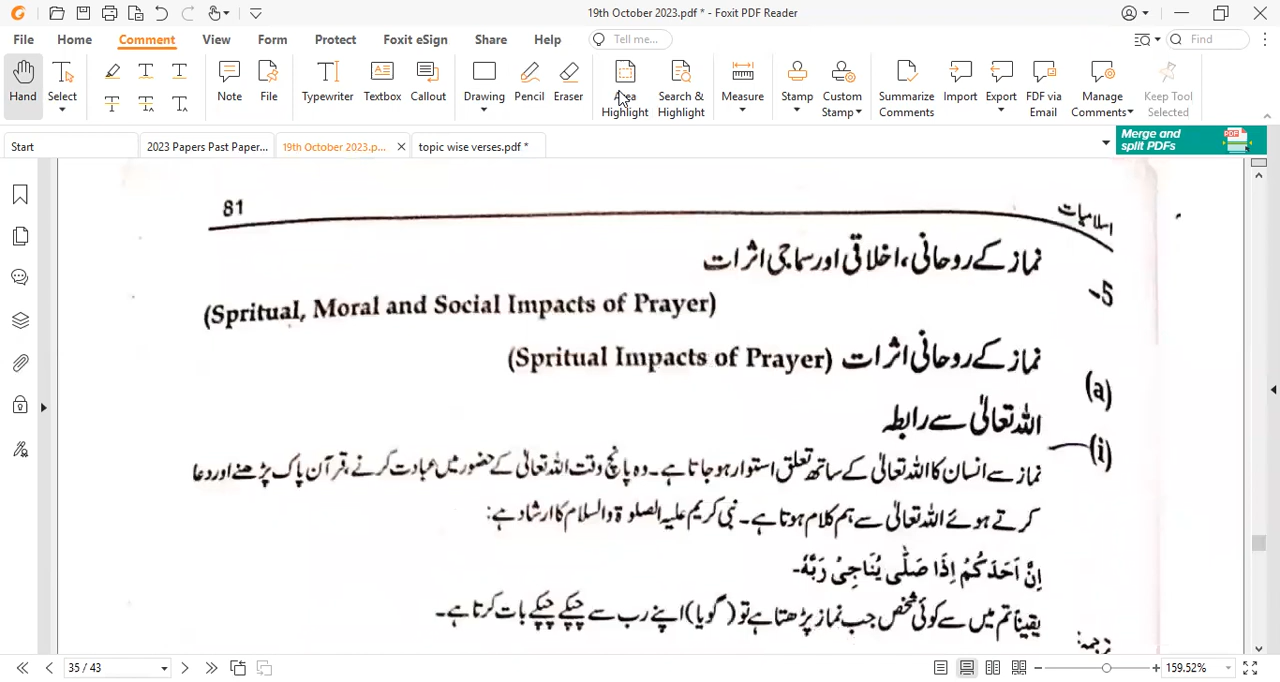 19th October 2023.pdf * - Foxit PDF Reader
File Home Comment View Form Protect Foxit eSign Share Help Tell me... Find
Hand Select Note File Typewriter Textbox Callout Drawing Pencil Eraser Area Highlight Search & Highlight Measure Stamp Custom Stamp Summarize Comments Import Export FDF via Email Manage Comments Keep Tool Selected
Start 2023 Papers Past Paper... 19th October 2023.p... topic wise verses.pdf * Merge and split PDFs
اسلامیات 81
5- نماز کے روحانی، اخلاقی اور سماجی اثرات
(Spritual, Moral and Social Impacts of Prayer)
(a) نماز کے روحانی اثرات (Spritual Impacts of Prayer)
(i) اللہ تعالیٰ سے رابطہ
نماز سے انسان کا اللہ تعالیٰ کے ساتھ تعلق استوار ہو جاتا ہے۔ وہ پانچ وقت اللہ تعالیٰ کے حضور میں عبادت کرنے، قرآن پاک پڑھنے اور دعا
کرتے ہوئے اللہ تعالیٰ سے ہم کلام ہوتا ہے۔ نبی کریم علیہ الصلوۃ والسلام کا ارشاد ہے:
اِنَّ اَحَدَكُمْ اِذَا صَلّٰى يُنَاجِىْ رَبَّهٗ۔
ترجمہ: یقیناً تم میں سے کوئی شخص جب نماز پڑھتا ہے تو (گویا) اپنے رب سے چپکے چپکے بات کرتا ہے۔
35 / 43 159.52%